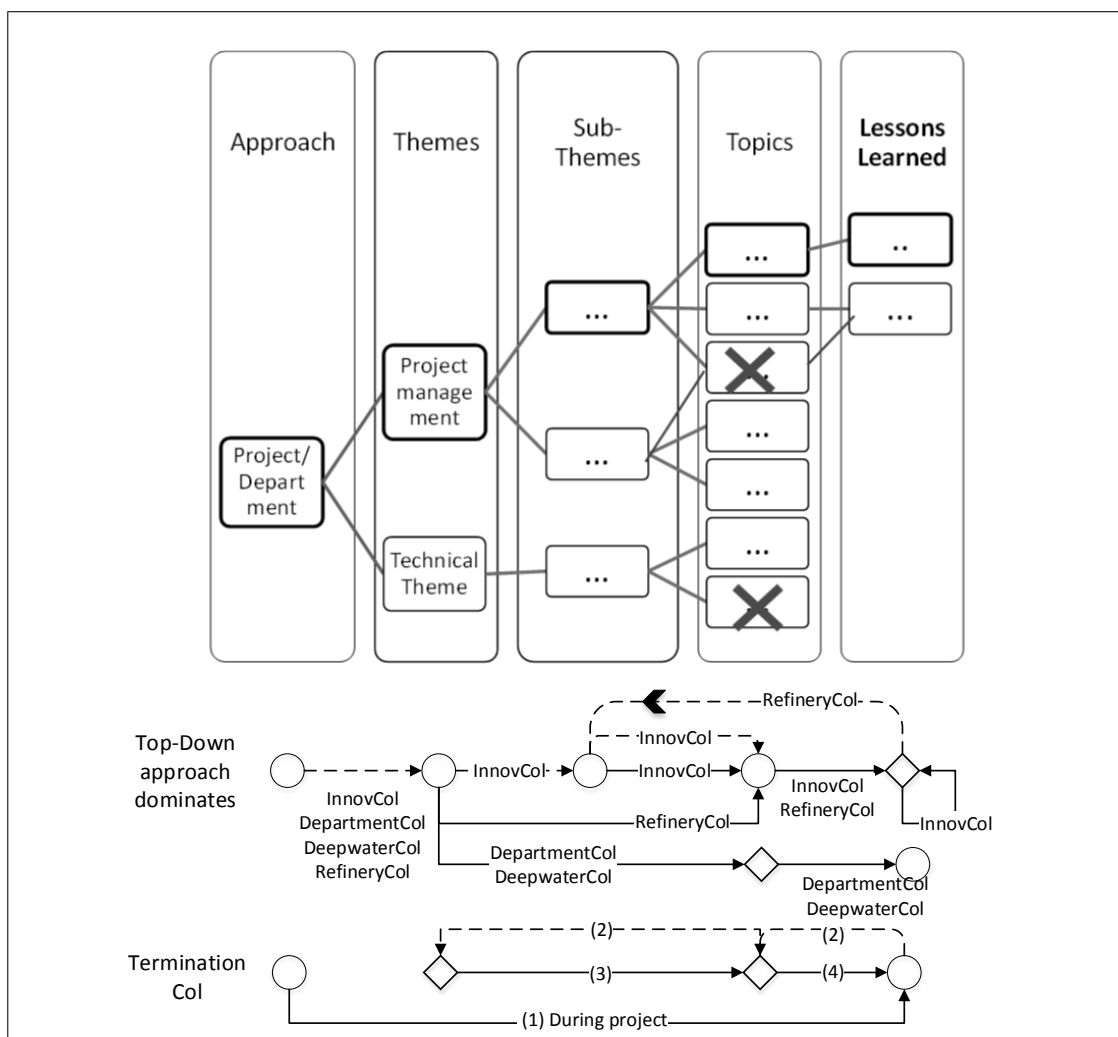 Approach
Themes
Sub-
Themes
Topics
Lessons
Learned
...
..
...
...
...
Project
manage
ment
...
...
Project/
Depart
ment
...
Technical
Theme
...
...
RefineryCol
Top-Down
approach
dominates
InnovCol
InnovCol
InnovCol
InnovCol
RefineryCol
InnovCol
DepartmentCol
DeepwaterCol
RefineryCol
RefineryCol
InnovCol
DepartmentCol
DeepwaterCol
DepartmentCol
DeepwaterCol
(2)
(2)
Termination
Col
(3)
(4)
(1) During project